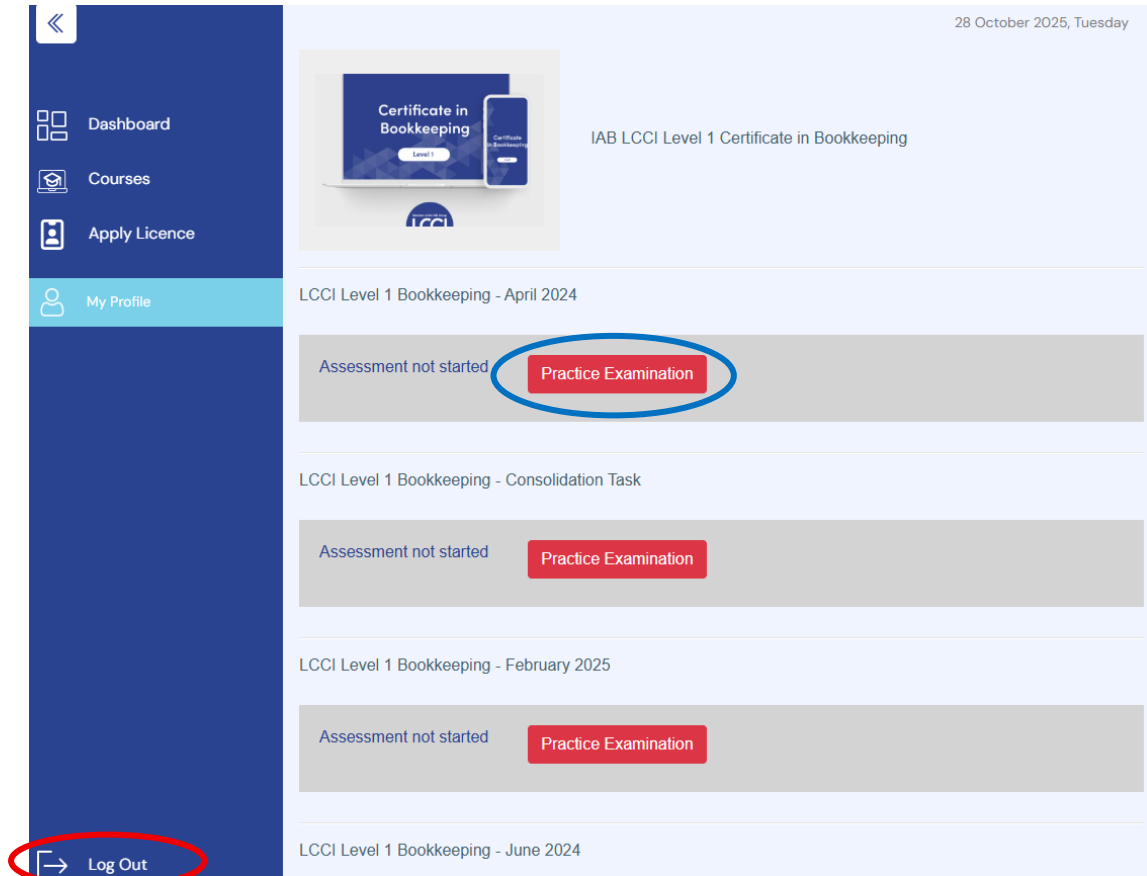 28 October 2025, Tuesday
Dashboard
Courses
Apply Licence
My Profile
Log Out
Certificate in
Bookkeeping
Level 1
Certificate
in Bookkeeping
LCCI
IAB LCCI Level 1 Certificate in Bookkeeping
LCCI Level 1 Bookkeeping - April 2024
Assessment not started
Practice Examination
LCCI Level 1 Bookkeeping - Consolidation Task
Assessment not started
Practice Examination
LCCI Level 1 Bookkeeping - February 2025
Assessment not started
Practice Examination
LCCI Level 1 Bookkeeping - June 2024